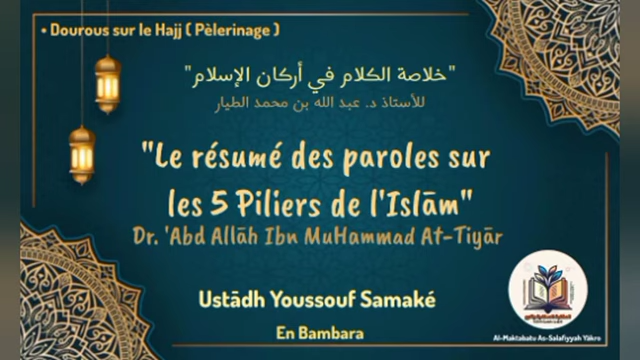 • Dourous sur le Hajj ( Pèlerinage )
"خلاصة الكلام في أركان الإسلام"
للأستاذ د. عبد الله بن محمد الطيار
"Le résumé des paroles sur
les 5 Piliers de l'Islām"
Dr. 'Abd Allāh Ibn MuHammad At-Tiyār
Ustādh Youssouf Samaké
En Bambara
Al-Maktabatu As-Salafiyyah Yākro